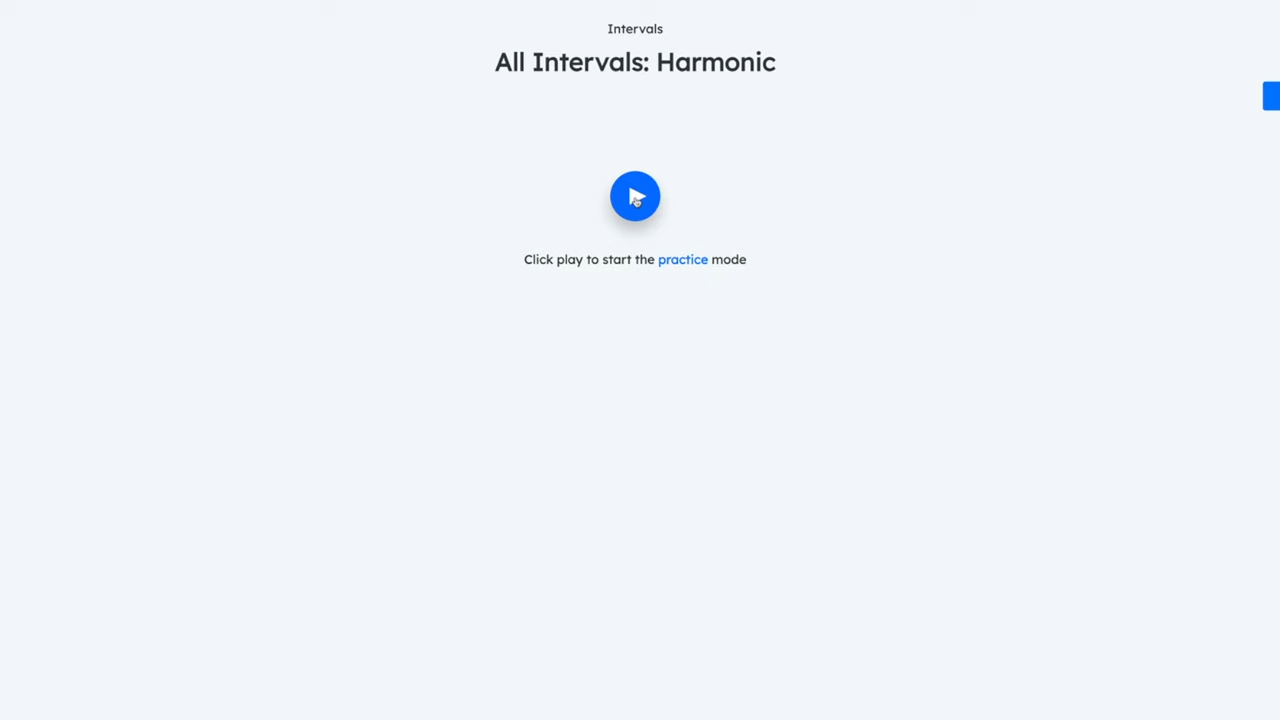 Intervals
All Intervals: Harmonic
Click play to start the practice mode